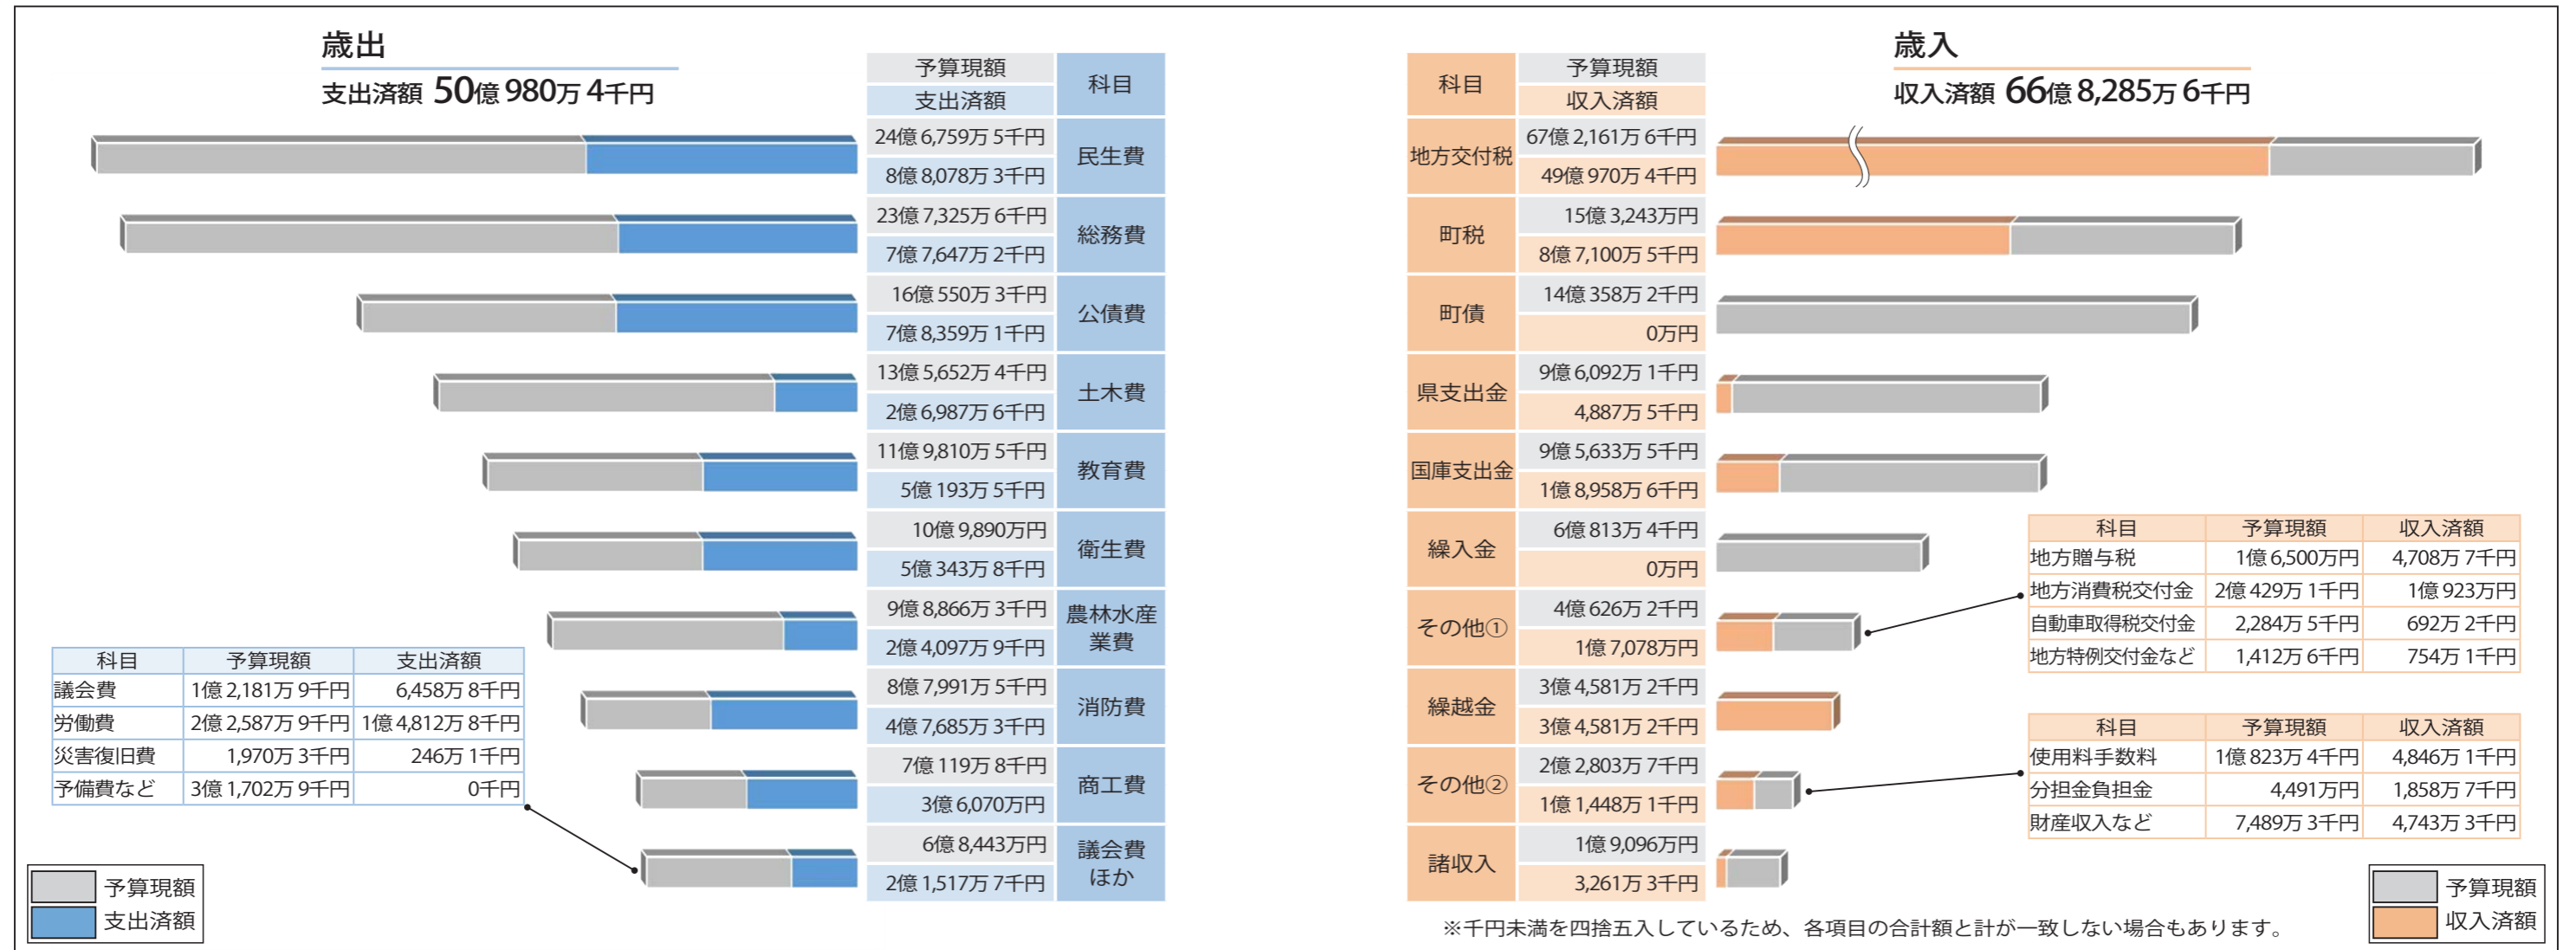 歳出
支出済額 50億 980万 4千円
予算現額
支出済額
科目
24億 6,759万 5千円
8億 8,078万 3千円
民生費
23億 7,325万 6千円
7億 7,647万 2千円
総務費
16億 550万 3千円
7億 8,359万 1千円
公債費
13億 5,652万 4千円
2億 6,987万 6千円
土木費
11億 9,810万 5千円
5億 193万 5千円
教育費
10億 9,890万円
5億 343万 8千円
衛生費
9億 8,866万 3千円
2億 4,097万 9千円
農林水産
業費
8億 7,991万 5千円
4億 7,685万 3千円
消防費
7億 119万 8千円
3億 6,070万円
商工費
6億 8,443万円
2億 1,517万 7千円
議会費
ほか
科目 予算現額 支出済額
議会費 1億 2,181万 9千円 6,458万 8千円
労働費 2億 2,587万 9千円 1億 4,812万 8千円
災害復旧費 1,970万 3千円 246万 1千円
予備費など 3億 1,702万 9千円 0千円
予算現額
支出済額
歳入
収入済額 66億 8,285万 6千円
科目
予算現額
収入済額
地方交付税
67億 2,161万 6千円
49億 970万 4千円
町税
15億 3,243万円
8億 7,100万 5千円
町債
14億 358万 2千円
0万円
県支出金
9億 6,092万 1千円
4,887万 5千円
国庫支出金
9億 5,633万 5千円
1億 8,958万 6千円
繰入金
6億 813万 4千円
0万円
その他①
4億 626万 2千円
1億 7,078万円
繰越金
3億 4,581万 2千円
3億 4,581万 2千円
その他②
2億 2,803万 7千円
1億 1,448万 1千円
諸収入
1億 9,096万円
3,261万 3千円
科目 予算現額 収入済額
地方贈与税 1億 6,500万円 4,708万 7千円
地方消費税交付金 2億 429万 1千円 1億 923万円
自動車取得税交付金 2,284万 5千円 692万 2千円
地方特例交付金など 1,412万 6千円 754万 1千円
科目 予算現額 収入済額
使用料手数料 1億 823万 4千円 4,846万 1千円
分担金負担金 4,491万円 1,858万 7千円
財産収入など 7,489万 3千円 4,743万 3千円
予算現額
収入済額
※千円未満を四捨五入しているため、各項目の合計額と計が一致しない場合もあります。